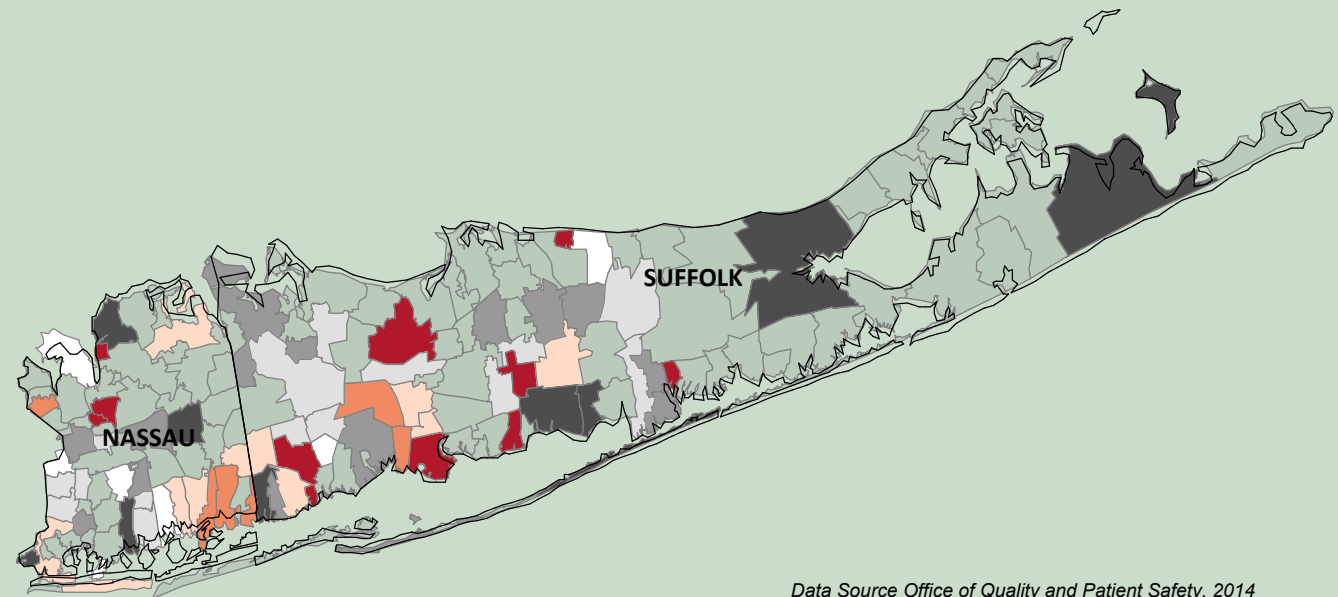 SUFFOLK
NASSAU
Data Source Office of Quality and Patient Safety, 2014